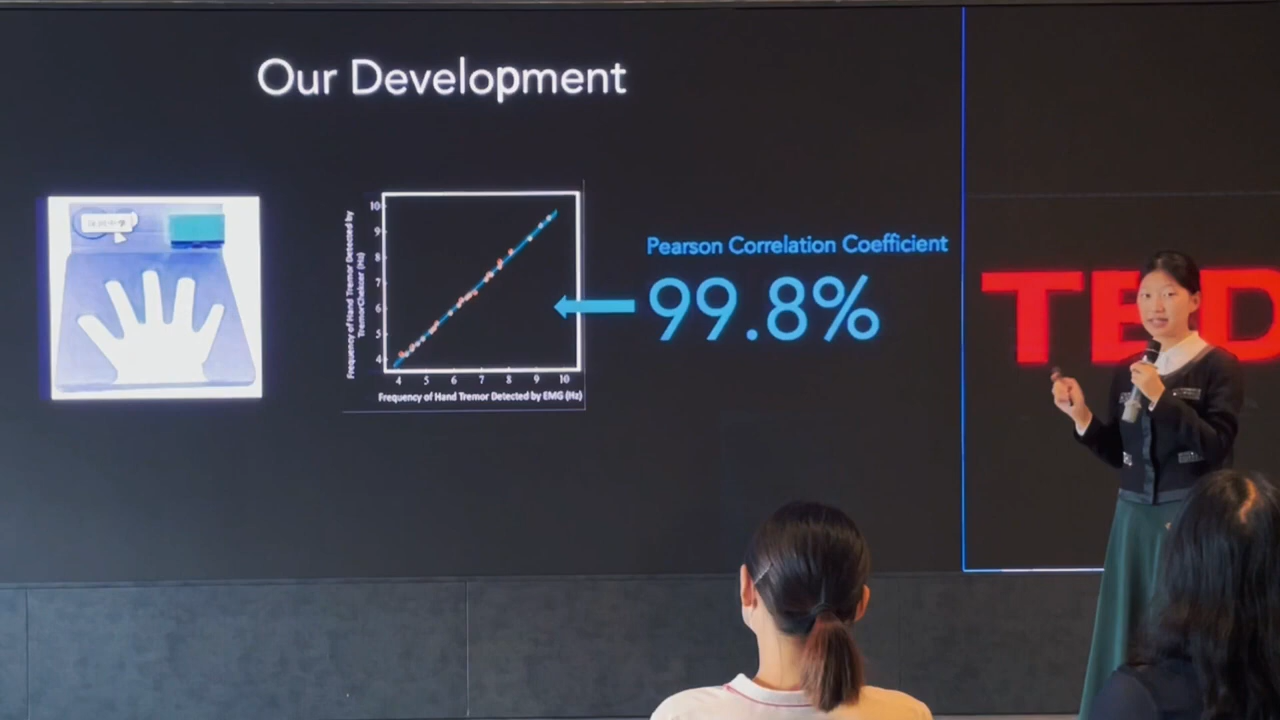 Our Development
10
9
8
7
6
5
4
Frequency of Hand Tremor Detected by
TremorChekcer (Hz)
4 5 6 7 8 9 10
Frequency of Hand Tremor Detected by EMG (Hz)
Pearson Correlation Coefficient
99.8%
TED